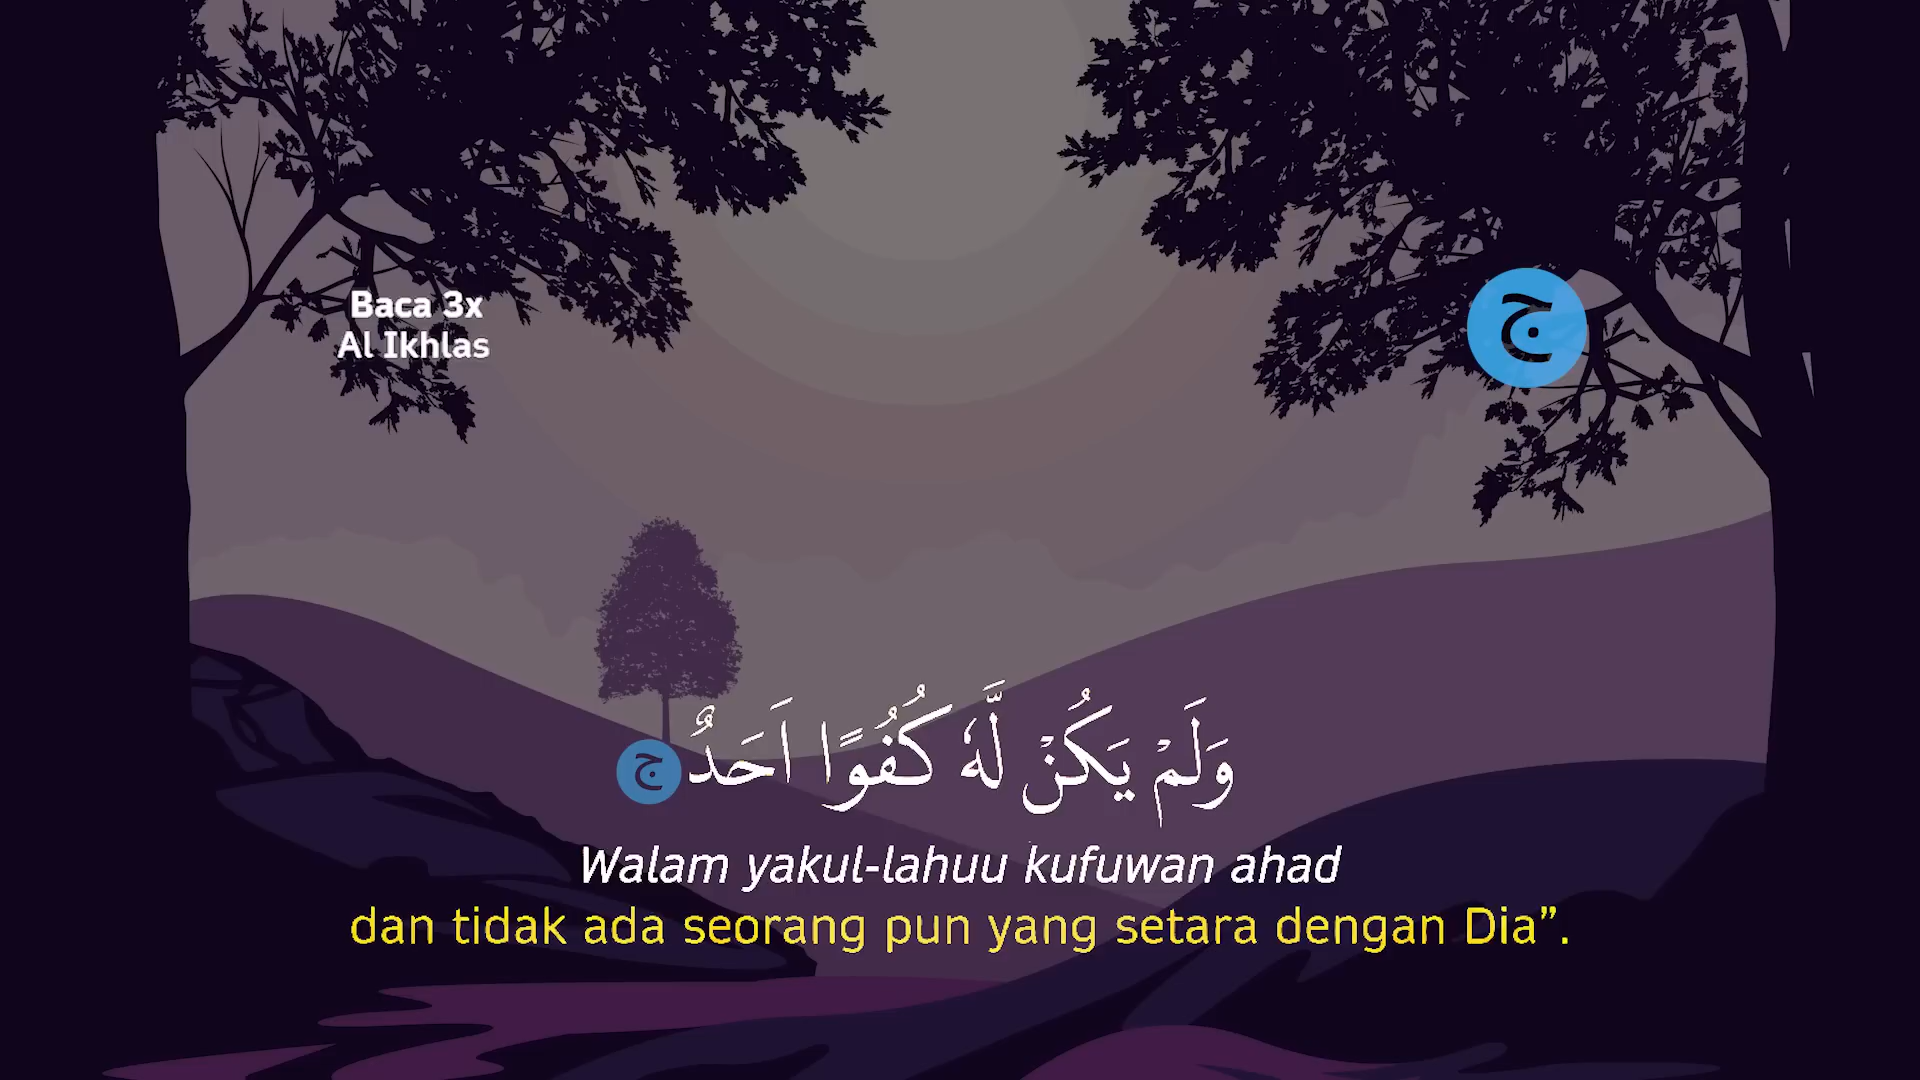 Baca 3x
Al Ikhlas
ج
وَلَمْ يَكُنْ لَّهٗ كُفُوًا اَحَدٌࣖ ج
Walam yakul-lahuu kufuwan ahad
dan tidak ada seorang pun yang setara dengan Dia”.